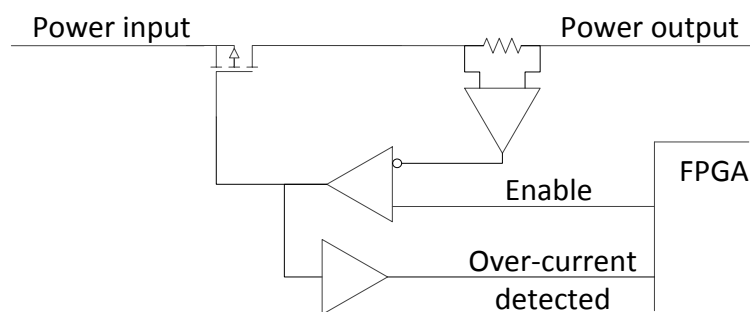 Power input
Power output
FPGA
Enable
Over-current
detected